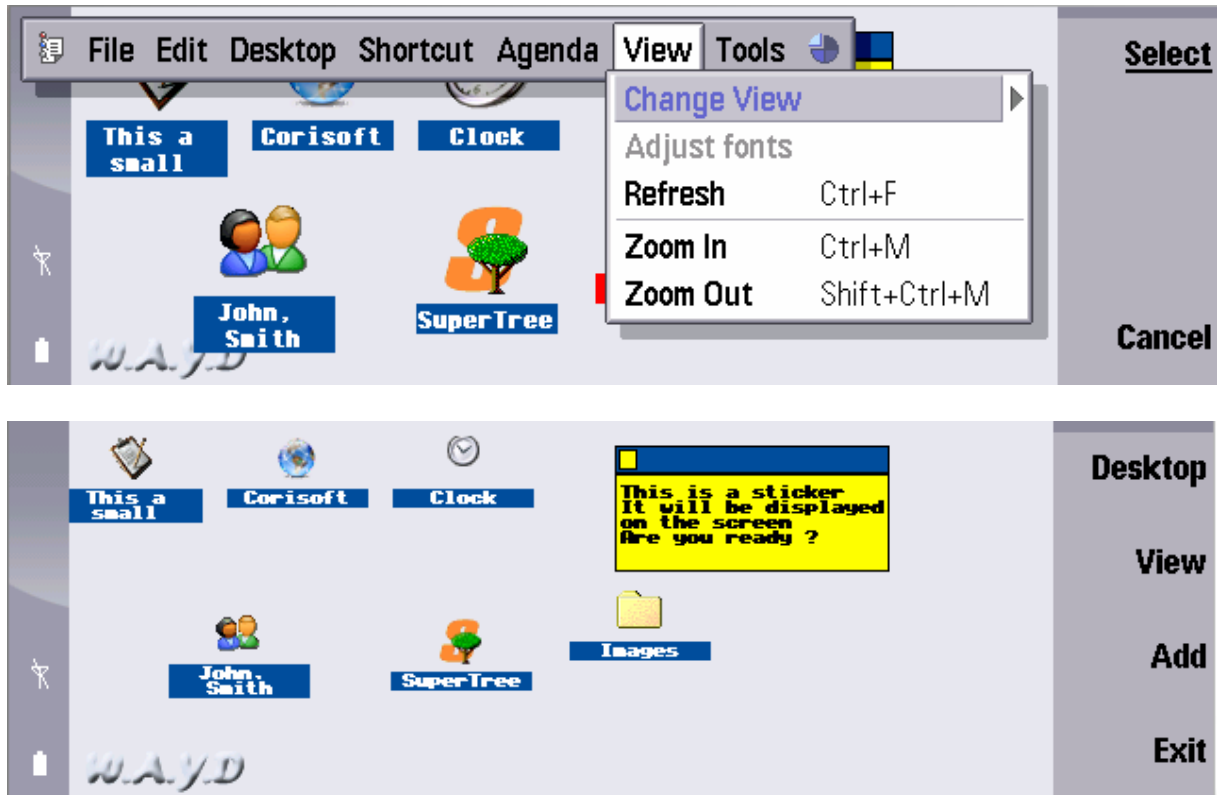 File Edit Desktop Shortcut Agenda View Tools
Select
Change View
This a
small
Corisoft
Clock
Adjust fonts
Refresh Ctrl+F
Zoom In Ctrl+M
Zoom Out Shift+Ctrl+M
John,
Smith
SuperTree
Cancel
W.A.Y.D
This a
small
Corisoft
Clock
This is a sticker
It will be displayed
on the screen
Are you ready ?
Desktop
View
John,
Smith
SuperTree
Images
Add
W.A.Y.D
Exit